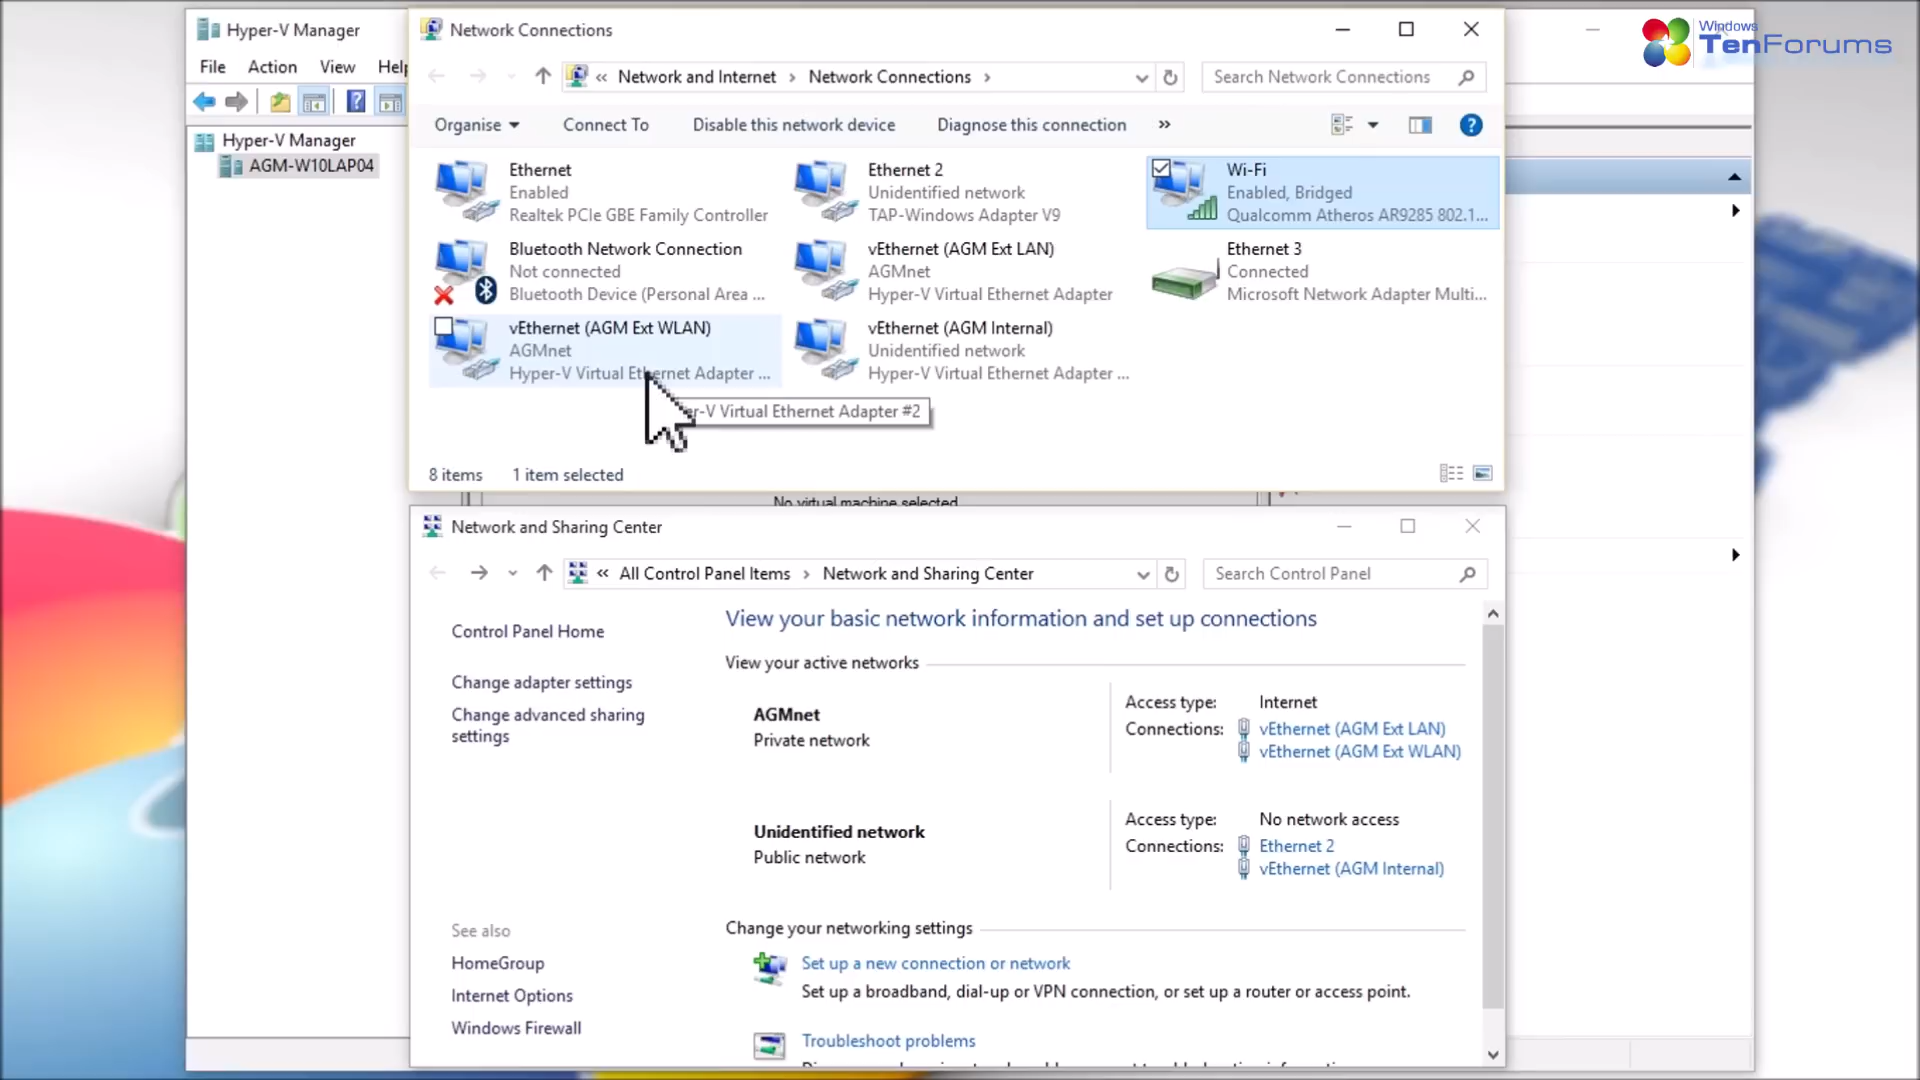 Hyper-V Manager
File Action View Help
Hyper-V Manager
AGM-W10LAP04
Network Connections
« Network and Internet › Network Connections ›
Search Network Connections
Organise
Connect To
Disable this network device
Diagnose this connection
»
Ethernet
Enabled
Realtek PCIe GBE Family Controller
Ethernet 2
Unidentified network
TAP-Windows Adapter V9
Wi-Fi
Enabled, Bridged
Qualcomm Atheros AR9285 802.1...
Bluetooth Network Connection
Not connected
Bluetooth Device (Personal Area ...
vEthernet (AGM Ext LAN)
AGMnet
Hyper-V Virtual Ethernet Adapter
Ethernet 3
Connected
Microsoft Network Adapter Multi...
vEthernet (AGM Ext WLAN)
AGMnet
Hyper-V Virtual Ethernet Adapter ...
vEthernet (AGM Internal)
Unidentified network
Hyper-V Virtual Ethernet Adapter ...
er-V Virtual Ethernet Adapter #2
8 items
1 item selected
No virtual machine selected
Windows
TenForums
Network and Sharing Center
« All Control Panel Items › Network and Sharing Center
Search Control Panel
Control Panel Home
Change adapter settings
Change advanced sharing
settings
See also
HomeGroup
Internet Options
Windows Firewall
View your basic network information and set up connections
View your active networks
AGMnet
Private network
Access type: Internet
Connections: vEthernet (AGM Ext LAN)
vEthernet (AGM Ext WLAN)
Unidentified network
Public network
Access type: No network access
Connections: Ethernet 2
vEthernet (AGM Internal)
Change your networking settings
Set up a new connection or network
Set up a broadband, dial-up or VPN connection, or set up a router or access point.
Troubleshoot problems